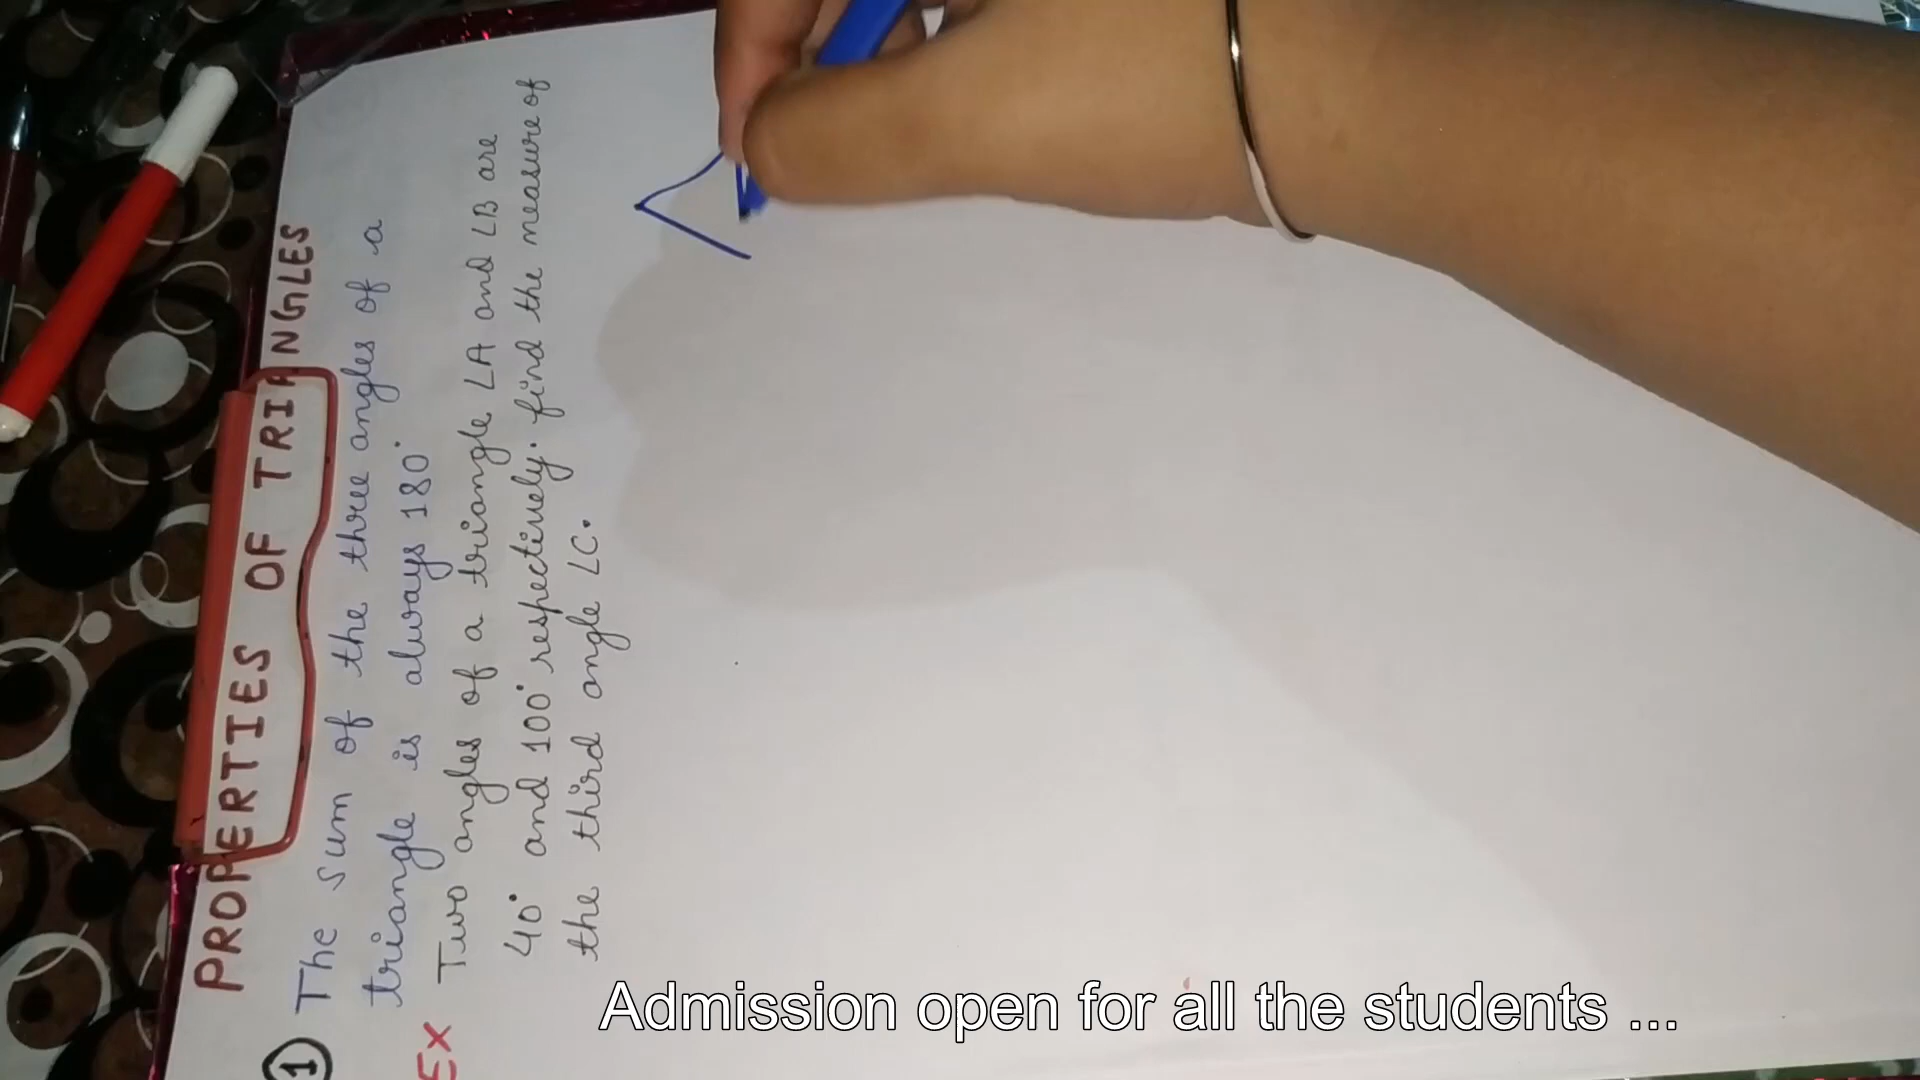 PROPERTIES OF TRIANGLES
1 The sum of the three angles of a
triangle is always 180°
Ex Two angles of a triangle ∠A and ∠B are
40° and 100° respectively. find the measure of
the third angle ∠C.
Admission open for all the students ...